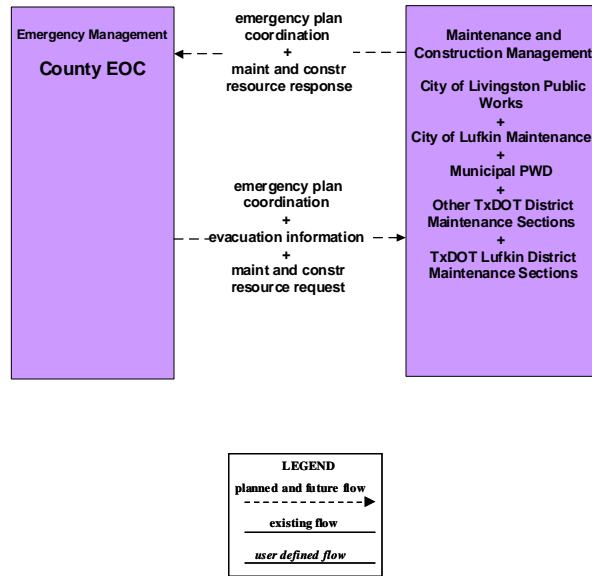 Emergency Management
County EOC
emergency plan
coordination
+
maint and constr
resource response
emergency plan
coordination
+
evacuation information
+
maint and constr
resource request
Maintenance and
Construction Management
City of Livingston Public
Works
+
City of Lufkin Maintenance
+
Municipal PWD
+
Other TxDOT District
Maintenance Sections
+
TxDOT Lufkin District
Maintenance Sections
LEGEND
planned and future flow
existing flow
user defined flow